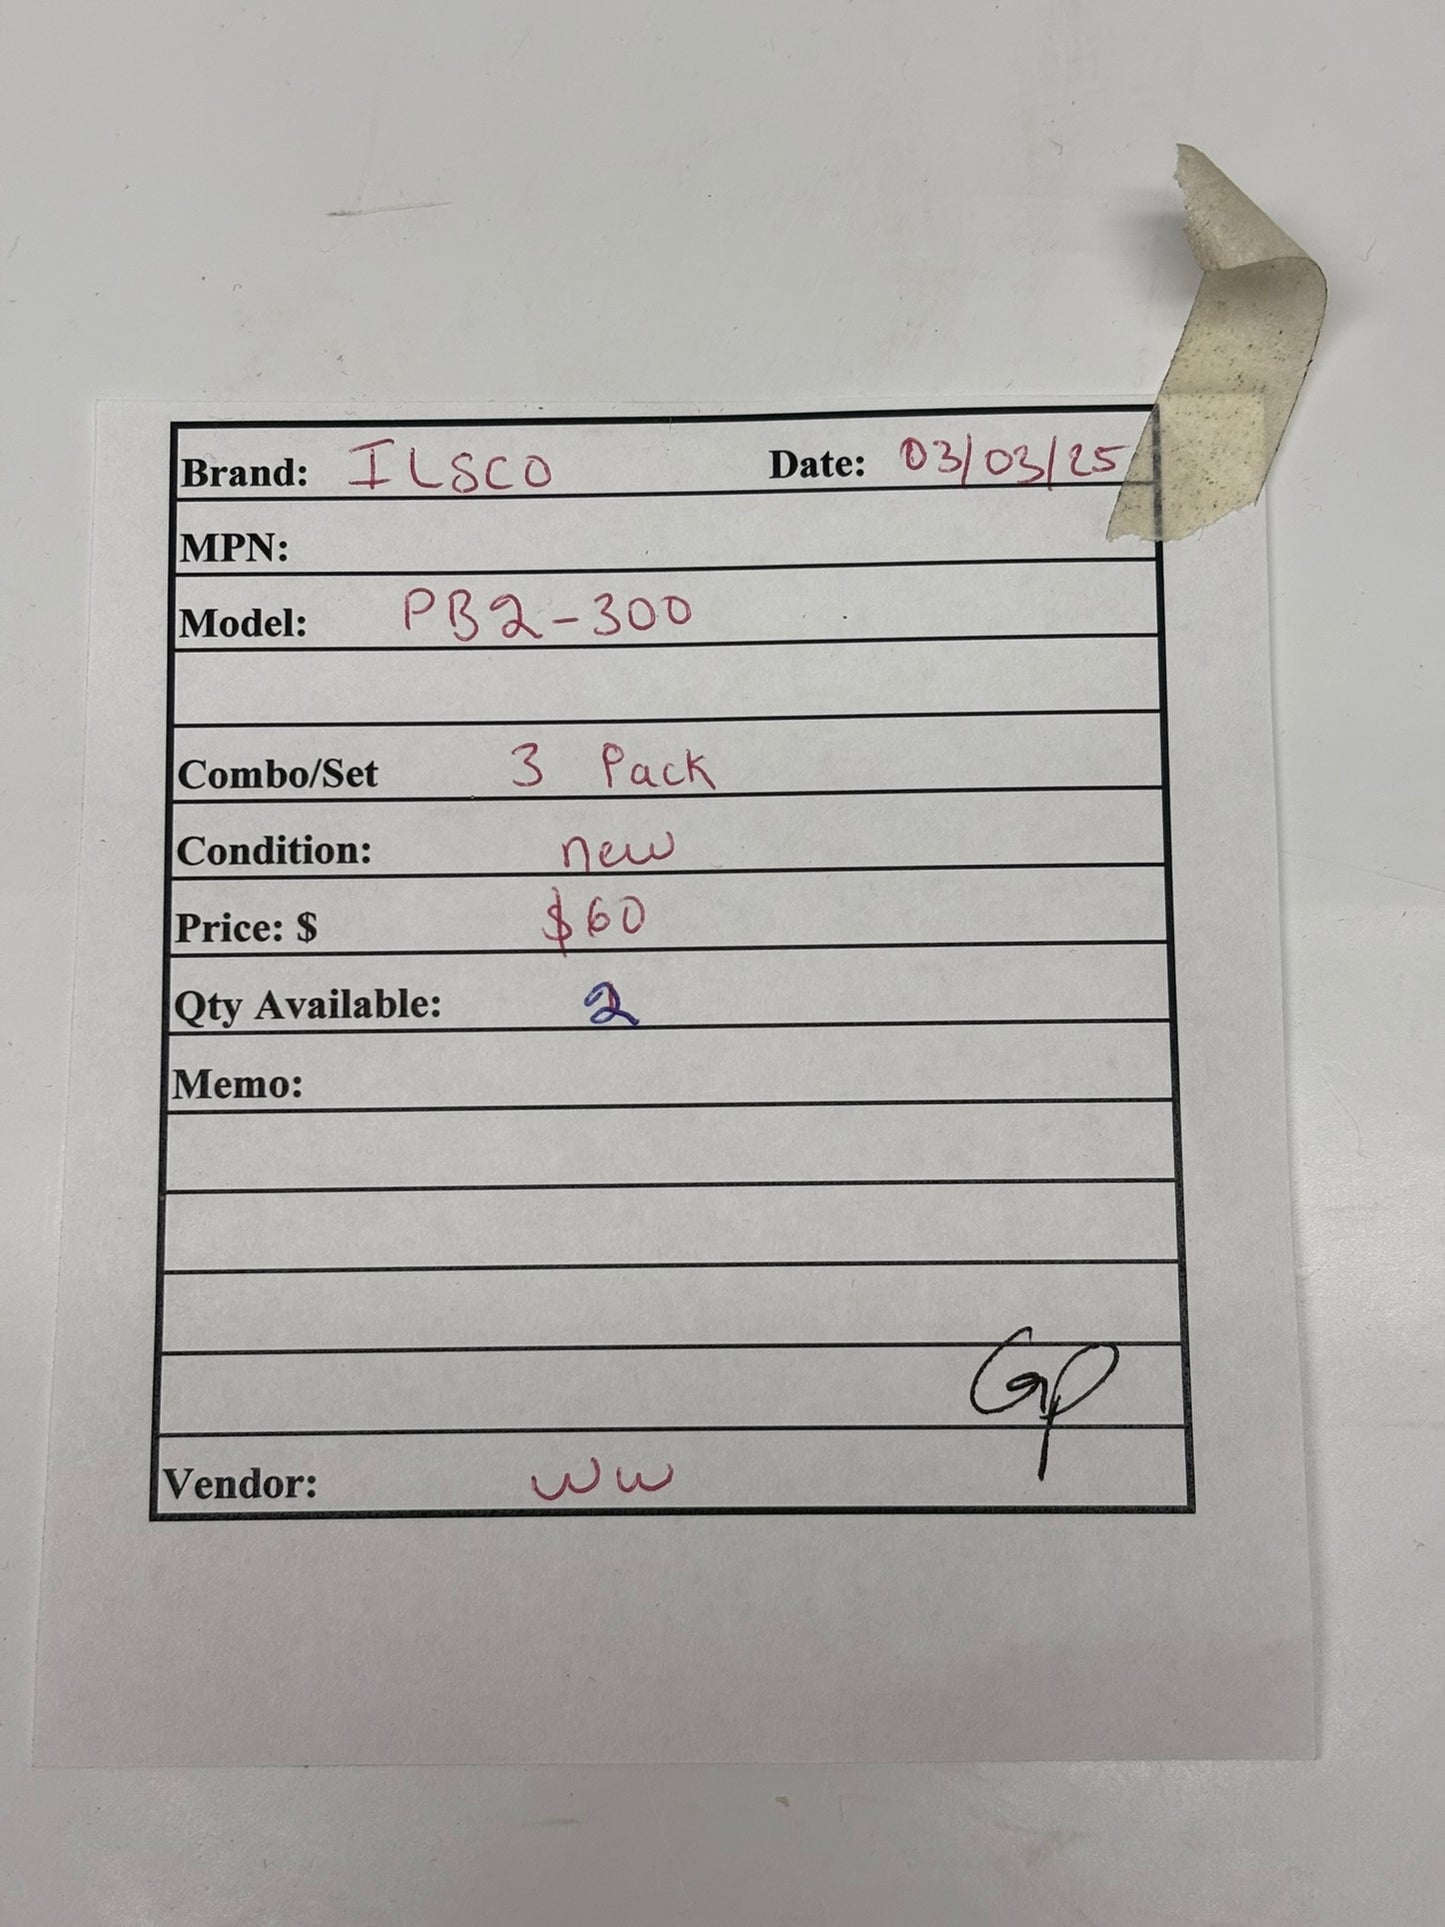 Brand: ILSCO Date: 03/03/25
MPN:
Model: PB2-300
Combo/Set 3 Pack
Condition: new
Price: $ $60
Qty Available: 2
Memo:
GP
Vendor: WW